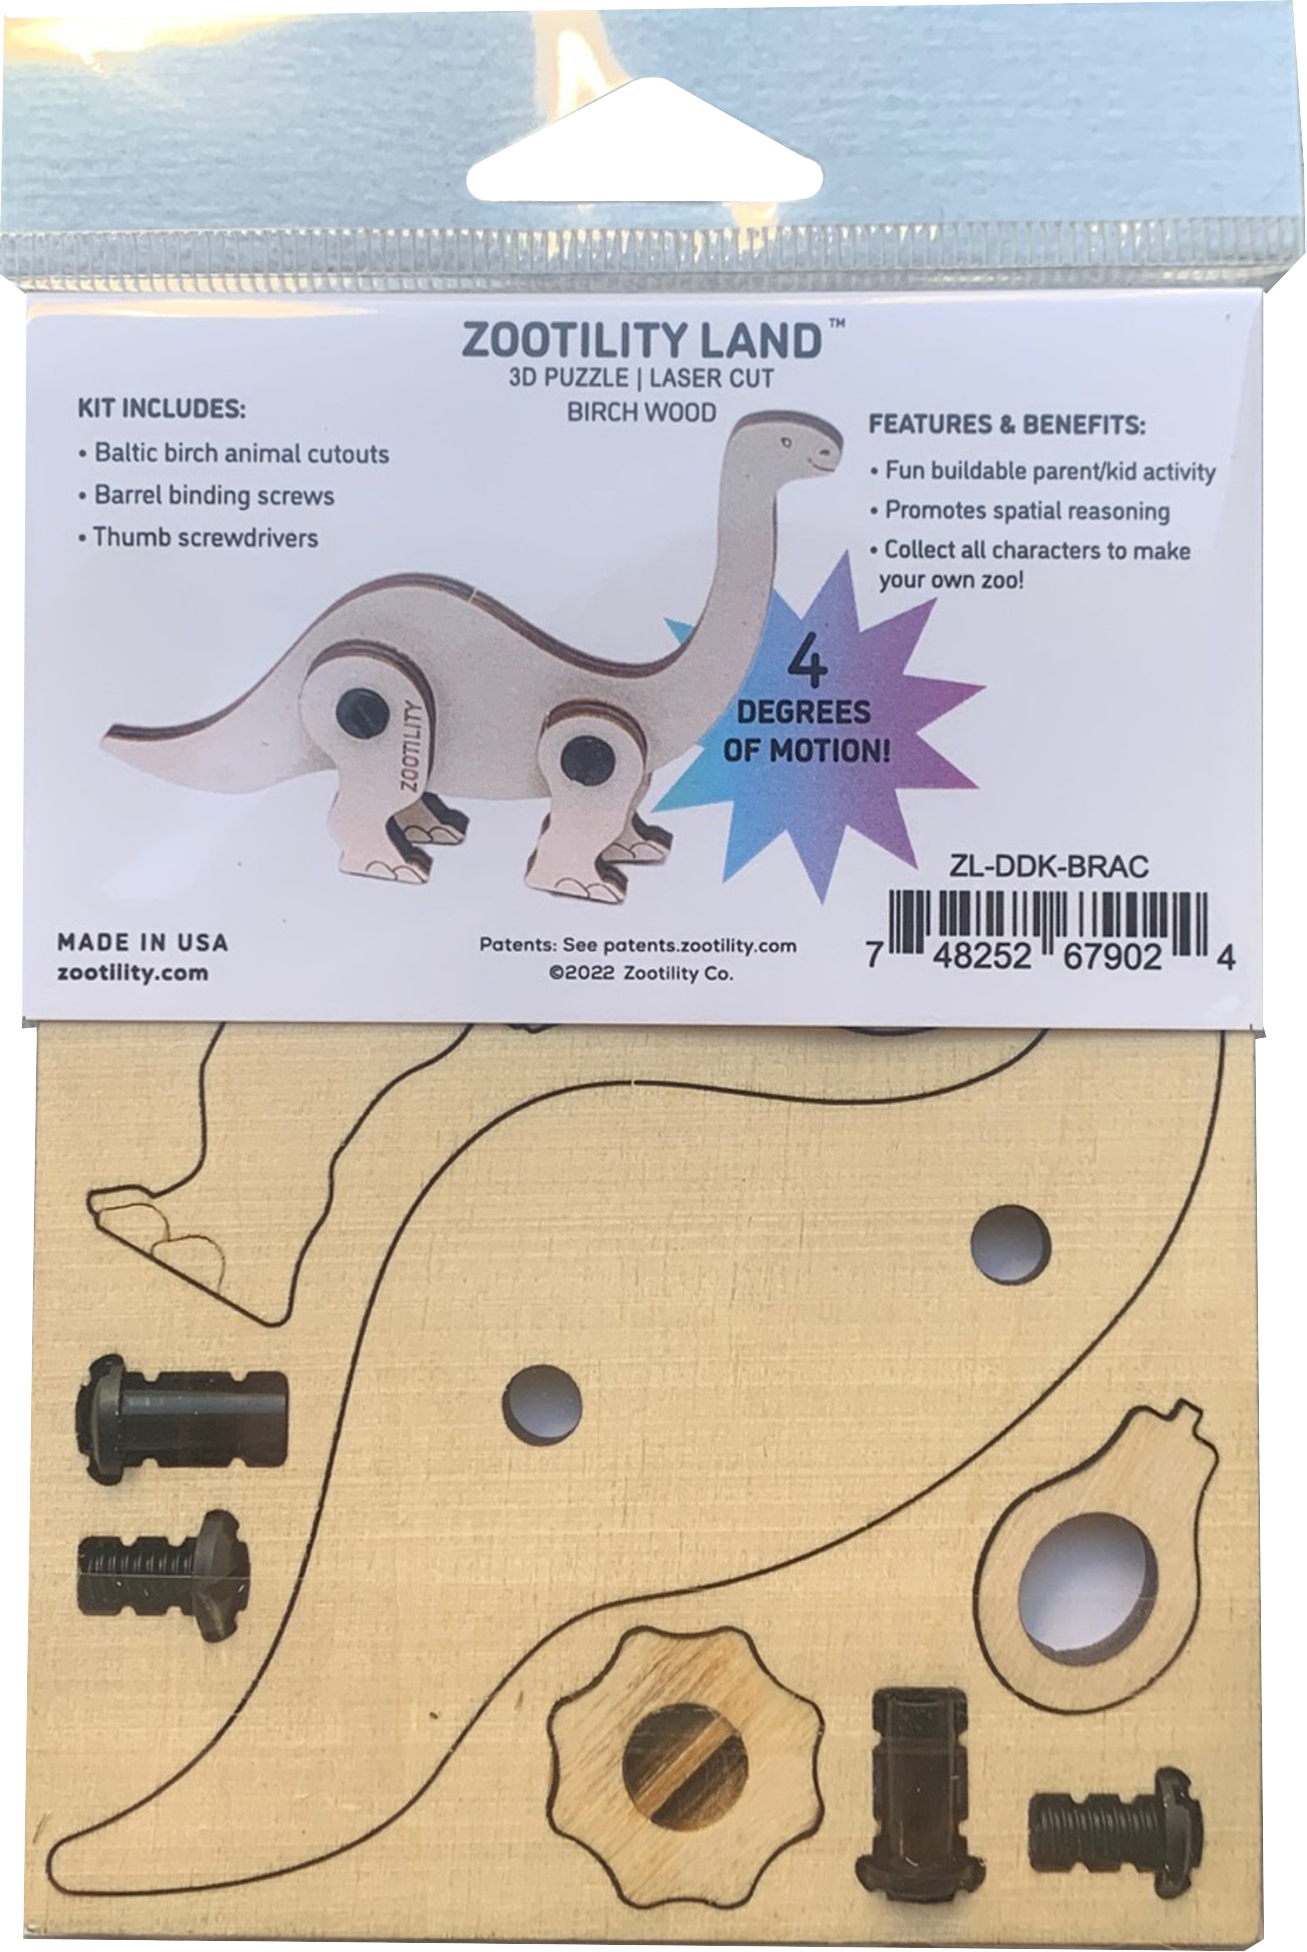 ZOOTILITY LAND™
3D PUZZLE | LASER CUT
BIRCH WOOD
KIT INCLUDES:
• Baltic birch animal cutouts
• Barrel binding screws
• Thumb screwdrivers
FEATURES & BENEFITS:
• Fun buildable parent/kid activity
• Promotes spatial reasoning
• Collect all characters to make
your own zoo!
ZOOTILITY
4
DEGREES
OF MOTION!
MADE IN USA
zootility.com
Patents: See patents.zootility.com
©2022 Zootility Co.
ZL-DDK-BRAC
7 48252 67902 4